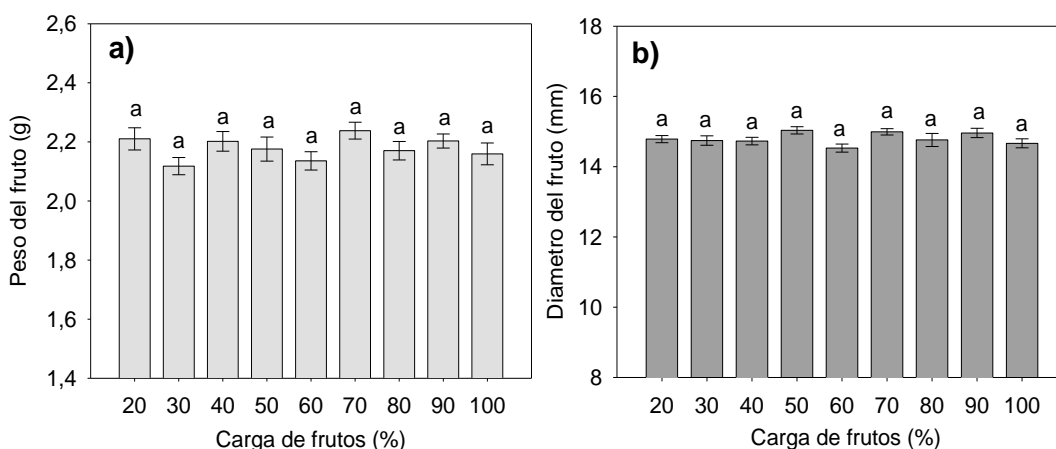 a)
Peso del fruto (g)
2,6
2,4
2,2
2,0
1,8
1,6
1,4
a a a a a a a a a
20 30 40 50 60 70 80 90 100
Carga de frutos (%)
b)
Diametro del fruto (mm)
18
16
14
12
10
8
a a a a a a a a a
20 30 40 50 60 70 80 90 100
Carga de frutos (%)